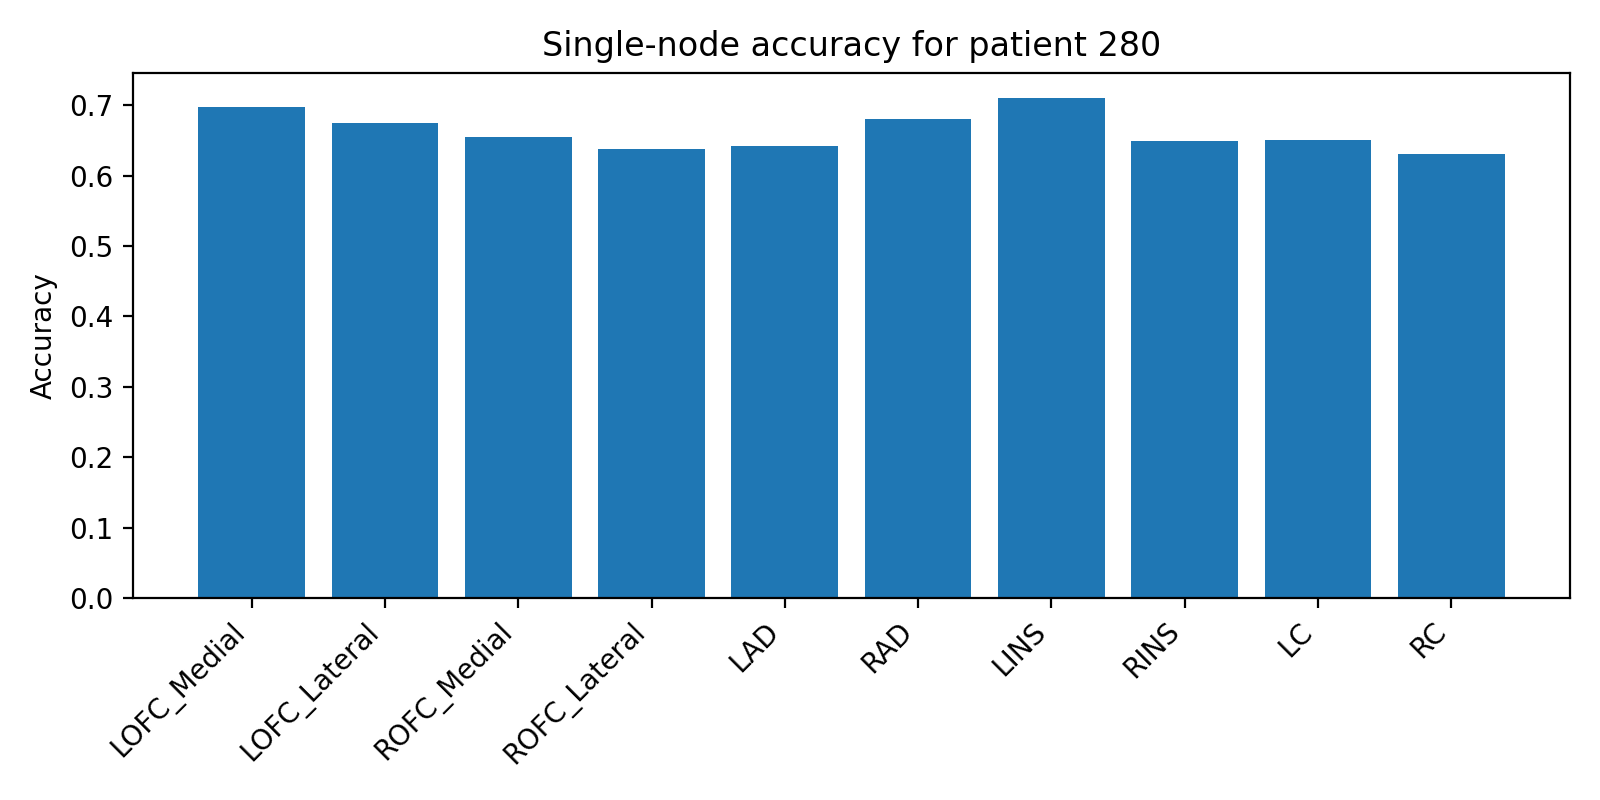 Single-node accuracy for patient 280
Accuracy
0.7
0.6
0.5
0.4
0.3
0.2
0.1
0.0
LOFC_Medial
LOFC_Lateral
ROFC_Medial
ROFC_Lateral
LAD
RAD
LINS
RINS
LC
RC